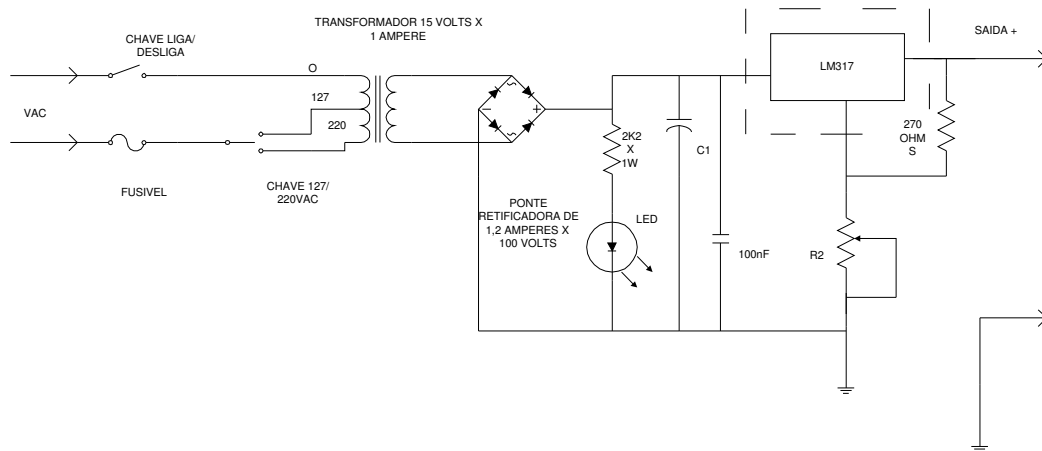 TRANSFORMADOR 15 VOLTS X
1 AMPERE
CHAVE LIGA/
DESLIGA
SAIDA +
LM317
O
127
220
VAC
270
OHM
S
2K2
X
1W
C1
FUSIVEL
CHAVE 127/
220VAC
PONTE
RETIFICADORA DE
1,2 AMPERES X
100 VOLTS
LED
100nF
R2